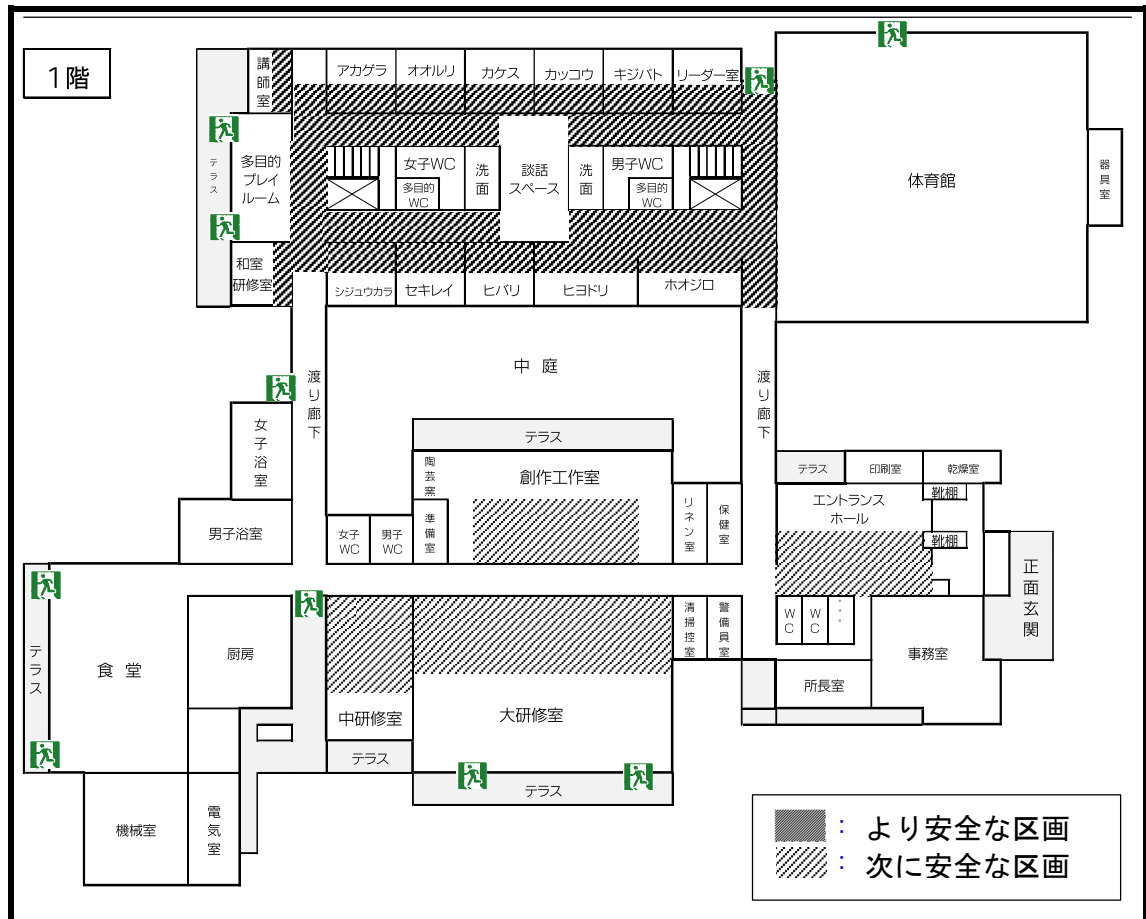 1階
講師室
アカゲラ
オオルリ
カケス
カッコウ
キジバト
リーダー室
テラス
多目的
プレイ
ルーム
女子WC
多目的
WC
洗面
談話
スペース
洗面
男子WC
多目的
WC
体育館
器具室
和室
研修室
シジュウカラ
セキレイ
ヒバリ
ヒヨドリ
ホオジロ
中庭
渡り廊下
渡り廊下
女子浴室
テラス
陶芸窯
創作工作室
テラス
印刷室
乾燥室
エントランス
ホール
靴棚
靴棚
男子浴室
女子
WC
男子
WC
準備室
リネン室
保健室
正面玄関
テラス
食堂
厨房
清掃控室
警備員室
WC
WC
事務室
所長室
中研修室
大研修室
テラス
テラス
機械室
電気室
： より安全な区画
： 次に安全な区画